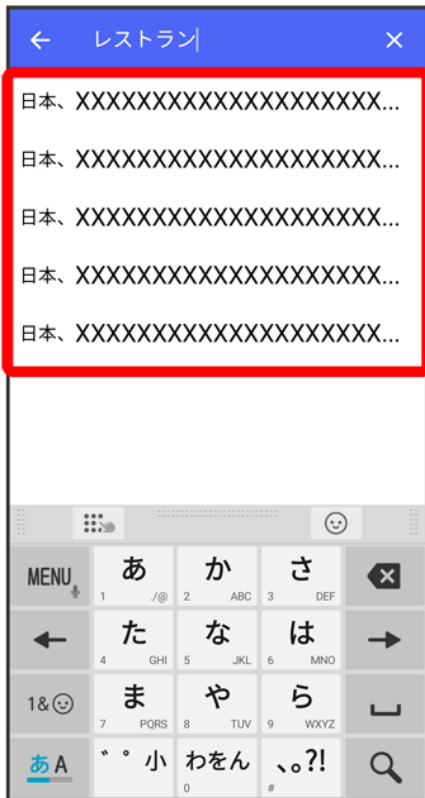 レストラン
日本、XXXXXXXXXXXXXXXXXXXX...
日本、XXXXXXXXXXXXXXXXXXXX...
日本、XXXXXXXXXXXXXXXXXXXX...
日本、XXXXXXXXXXXXXXXXXXXX...
日本、XXXXXXXXXXXXXXXXXXXX...
MENU あ か さ
1 ./@ 2 ABC 3 DEF
た な は
4 GHI 5 JKL 6 MNO
1& ま や ら
7 PQRS 8 TUV 9 WXYZ
あA ゛゜小 わをん 、。?!
0 #